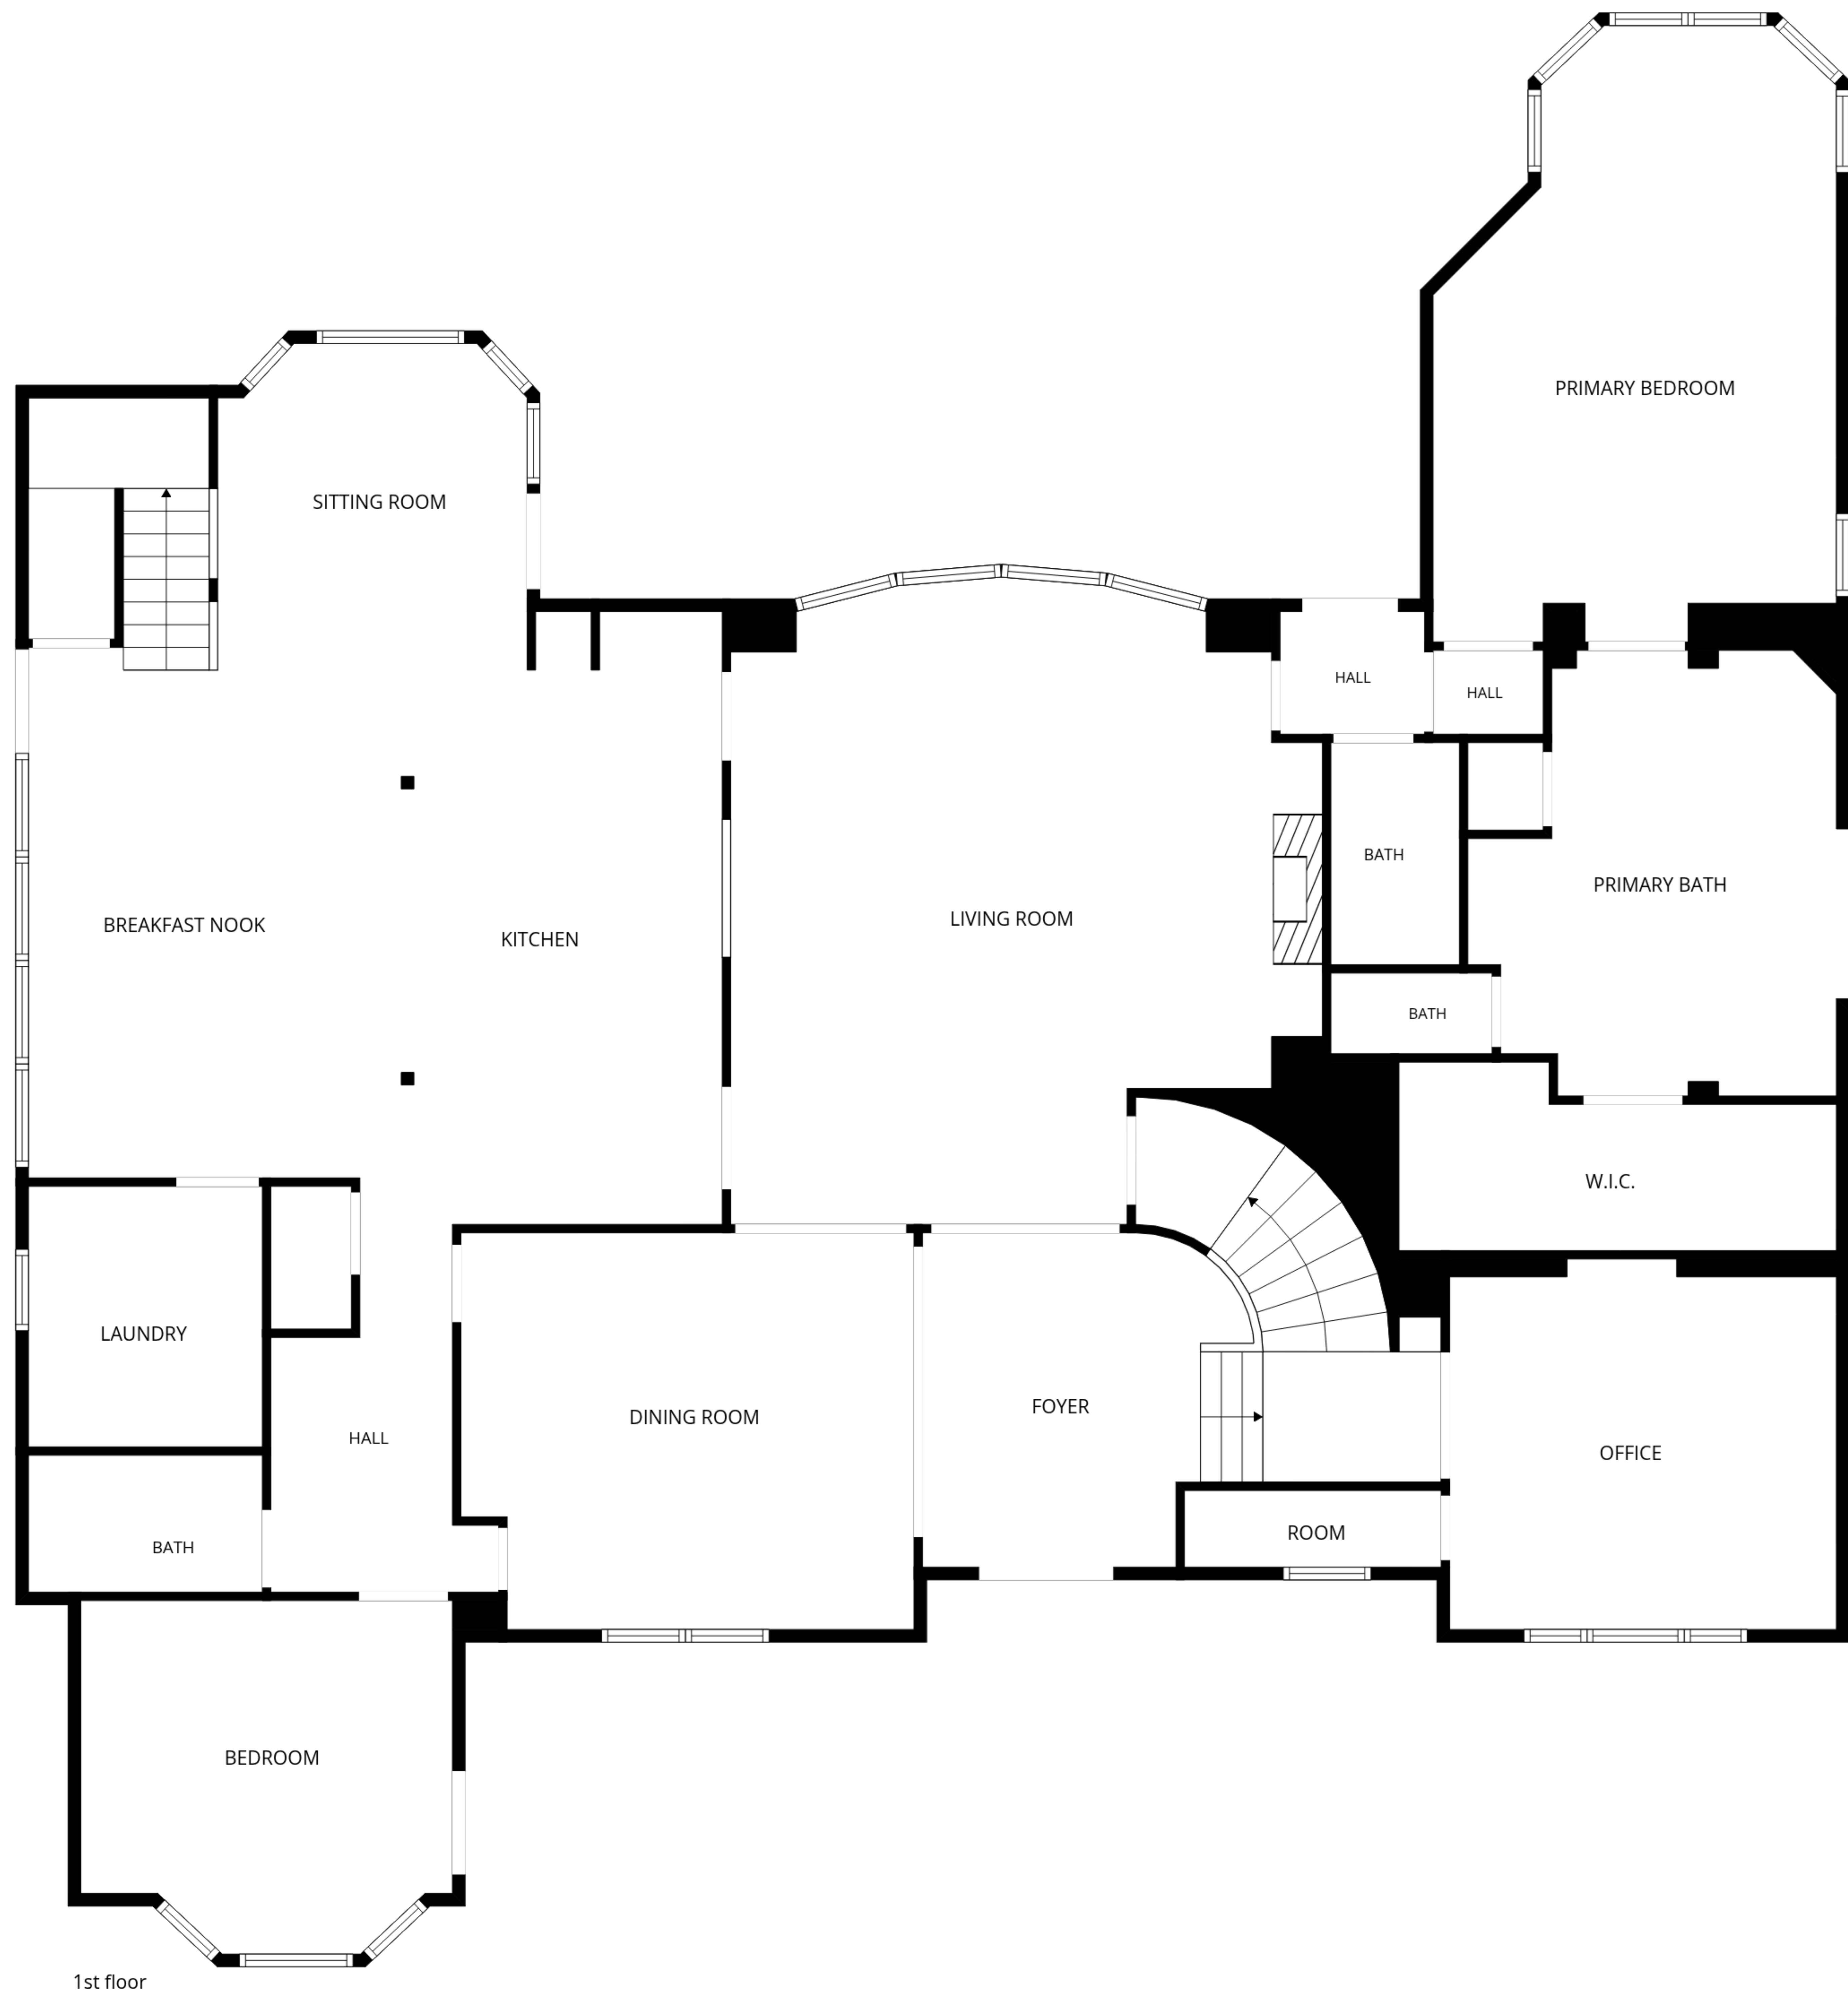 PRIMARY BEDROOM
SITTING ROOM
HALL
HALL
BATH
PRIMARY BATH
LIVING ROOM
BREAKFAST NOOK
KITCHEN
BATH
W.I.C.
LAUNDRY
FOYER
DINING ROOM
HALL
OFFICE
ROOM
BATH
BEDROOM
1st floor